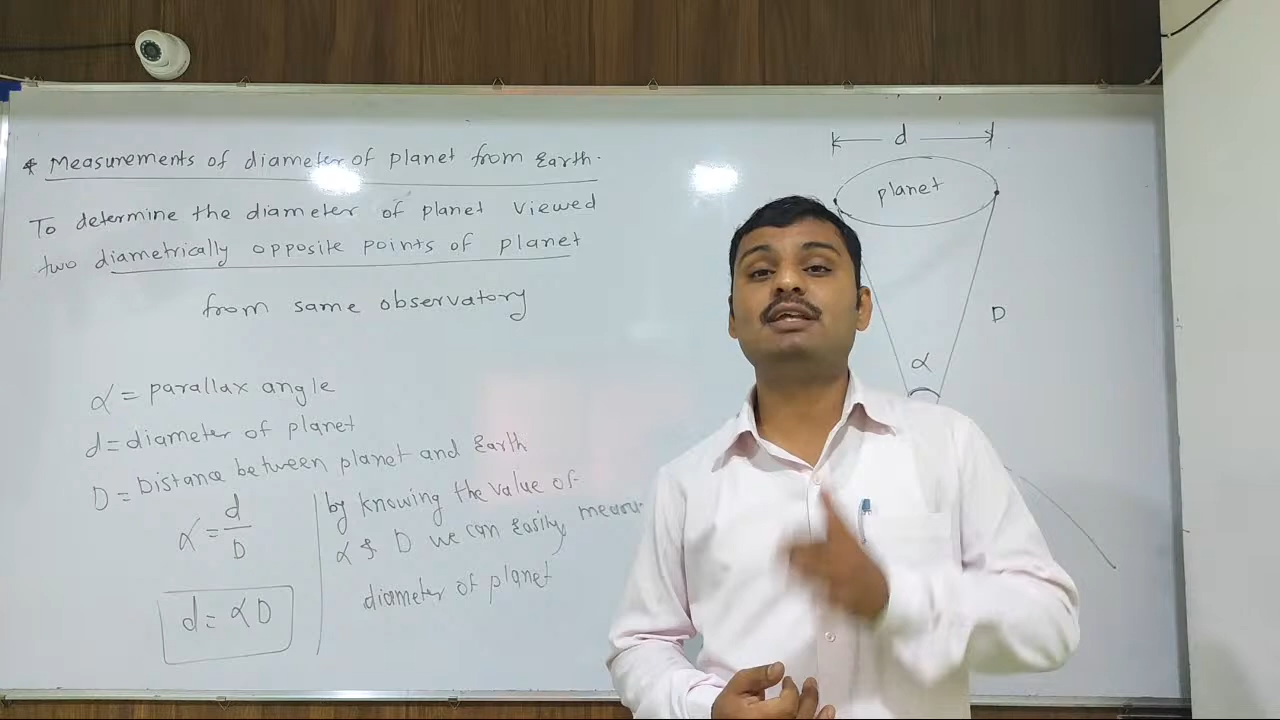 * Measurements of diameter of planet from Earth.
To determine the diameter of planet viewed
two diametrically opposite points of planet
from same observatory
α = parallax angle
d = diameter of planet
D = Distance between planet and Earth
α = d/D
d = αD
by knowing the value of
α & D we can easily measu
diameter of planet
d
planet
D
α